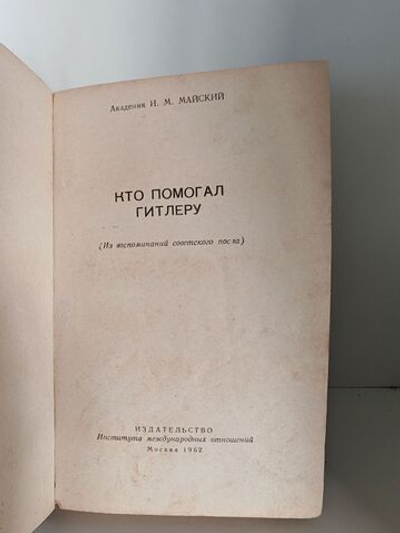 Академик И. М. МАЙСКИЙ
КТО ПОМОГАЛ
ГИТЛЕРУ
(Из воспоминаний советского посла)
ИЗДАТЕЛЬСТВО
Института международных отношений
Москва 1962